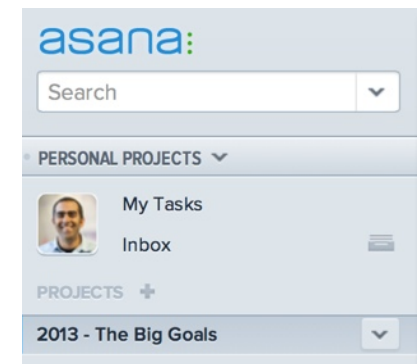 asana:
Search
PERSONAL PROJECTS
My Tasks
Inbox
PROJECTS +
2013 - The Big Goals